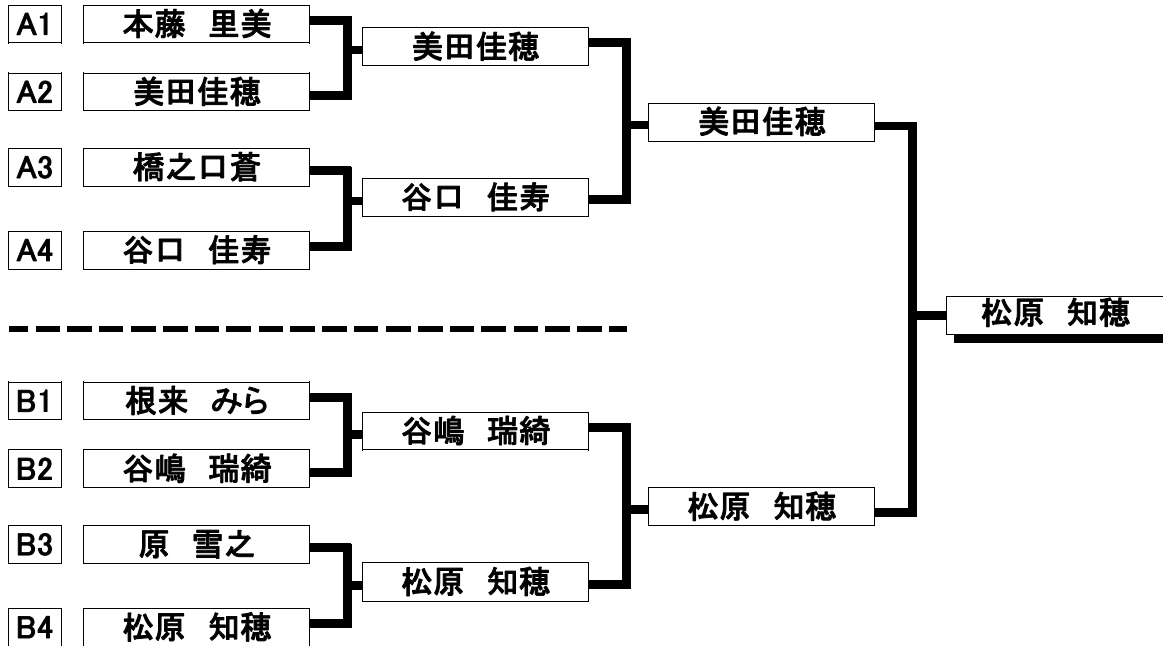 A1 本藤　里美
美田佳穂
A2 美田佳穂
美田佳穂
A3 橋之口蒼
谷口　佳寿
A4 谷口　佳寿
松原　知穂
B1 根来　みら
谷嶋　瑞綺
B2 谷嶋　瑞綺
松原　知穂
B3 原　雪之
松原　知穂
B4 松原　知穂